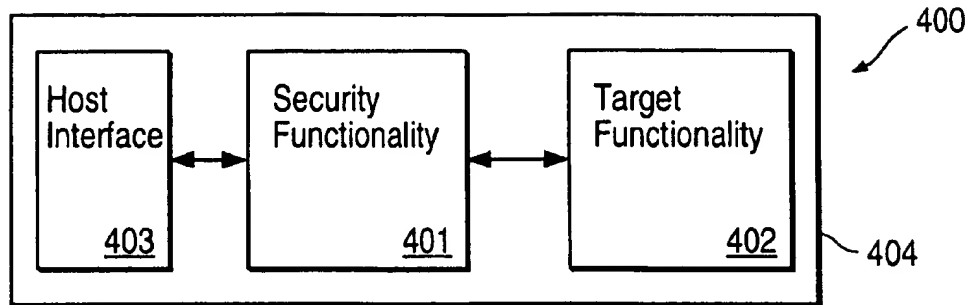 400
Host
Interface
403
Security
Functionality
401
Target
Functionality
402
404